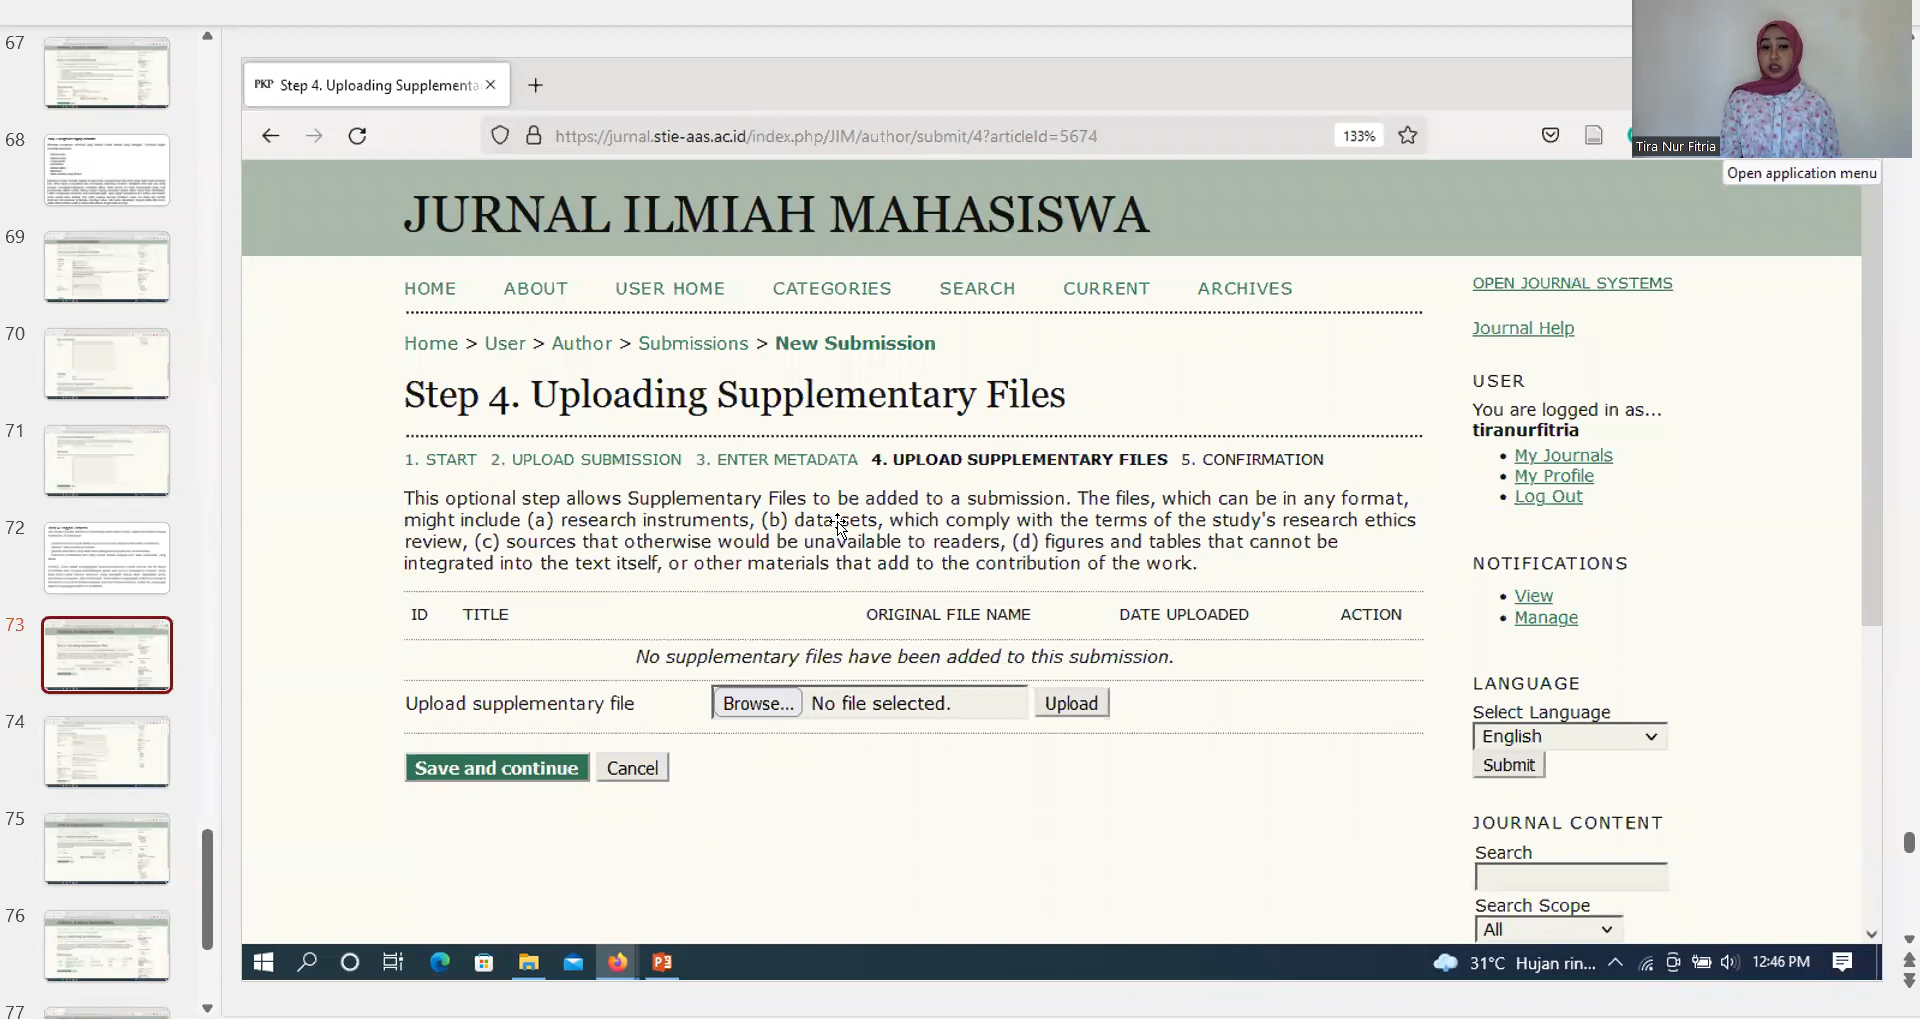 67
68
69
70
71
72
73
74
75
76
77
PKP Step 4. Uploading Supplementa
https://jurnal.stie-aas.ac.id/index.php/JIM/author/submit/4?articleId=5674
133%
Tira Nur Fitria
Open application menu
JURNAL ILMIAH MAHASISWA
HOME ABOUT USER HOME CATEGORIES SEARCH CURRENT ARCHIVES
Home > User > Author > Submissions > New Submission
Step 4. Uploading Supplementary Files
1. START 2. UPLOAD SUBMISSION 3. ENTER METADATA 4. UPLOAD SUPPLEMENTARY FILES 5. CONFIRMATION
This optional step allows Supplementary Files to be added to a submission. The files, which can be in any format,
might include (a) research instruments, (b) data sets, which comply with the terms of the study's research ethics
review, (c) sources that otherwise would be unavailable to readers, (d) figures and tables that cannot be
integrated into the text itself, or other materials that add to the contribution of the work.
ID TITLE ORIGINAL FILE NAME DATE UPLOADED ACTION
No supplementary files have been added to this submission.
Upload supplementary file Browse... No file selected. Upload
Save and continue Cancel
OPEN JOURNAL SYSTEMS
Journal Help
USER
You are logged in as...
tiranurfitria
My Journals
My Profile
Log Out
NOTIFICATIONS
View
Manage
LANGUAGE
Select Language
English
Submit
JOURNAL CONTENT
Search
Search Scope
All
31°C Hujan rin... 12:46 PM